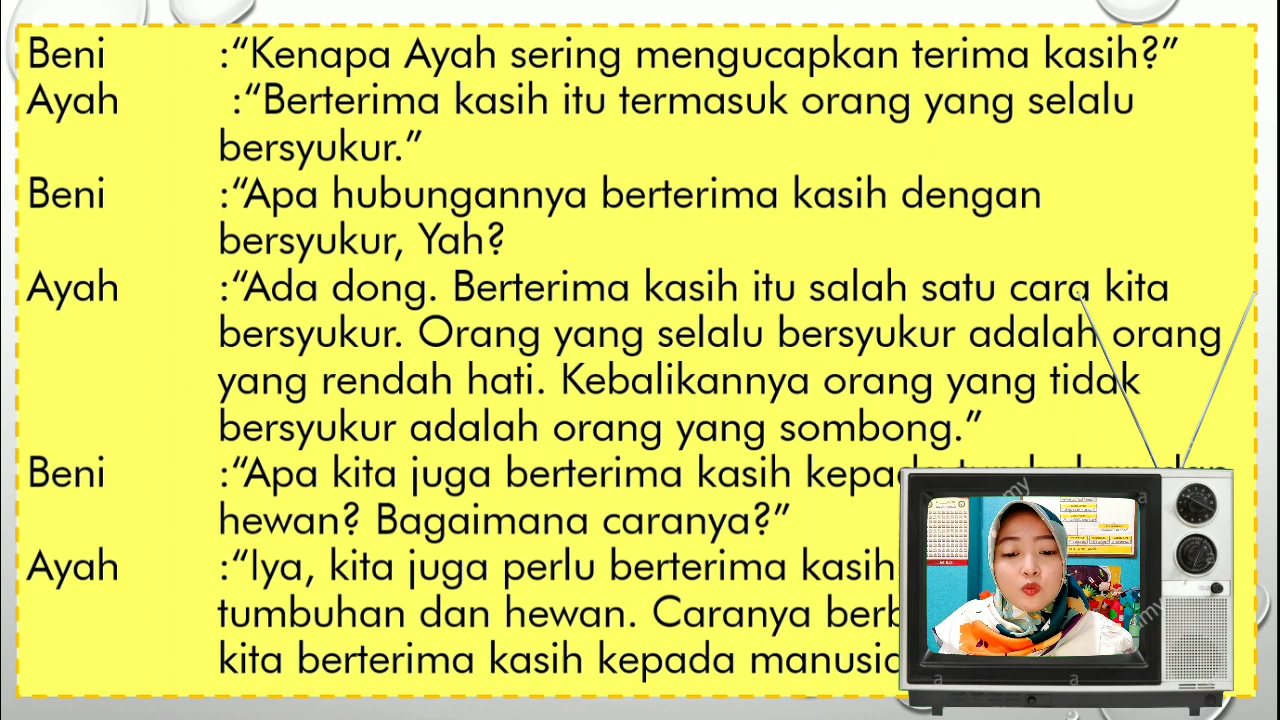 Beni :“Kenapa Ayah sering mengucapkan terima kasih?”
Ayah :“Berterima kasih itu termasuk orang yang selalu
bersyukur.”
Beni :“Apa hubungannya berterima kasih dengan
bersyukur, Yah?
Ayah :“Ada dong. Berterima kasih itu salah satu cara kita
bersyukur. Orang yang selalu bersyukur adalah orang
yang rendah hati. Kebalikannya orang yang tidak
bersyukur adalah orang yang sombong.”
Beni :“Apa kita juga berterima kasih kepada
hewan? Bagaimana caranya?”
Ayah :“Iya, kita juga perlu berterima kasih
tumbuhan dan hewan. Caranya
kita berterima kasih kepada